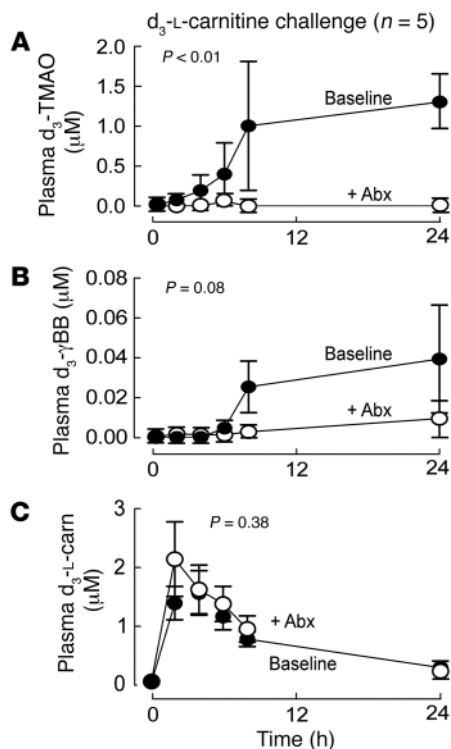 d₃-L-carnitine challenge (n = 5)
A
Plasma d₃-TMAO
(μM)
P < 0.01
2.0
1.5
1.0
0.5
0.0
Baseline
+ Abx
12
24
B
Plasma d₃-γBB (μM)
P = 0.08
0.08
0.06
0.04
0.02
0.00
Baseline
+ Abx
0
12
24
C
Plasma d₃-L-carn
(μM)
P = 0.38
3
2
1
0
+ Abx
Baseline
0
12
24
Time (h)